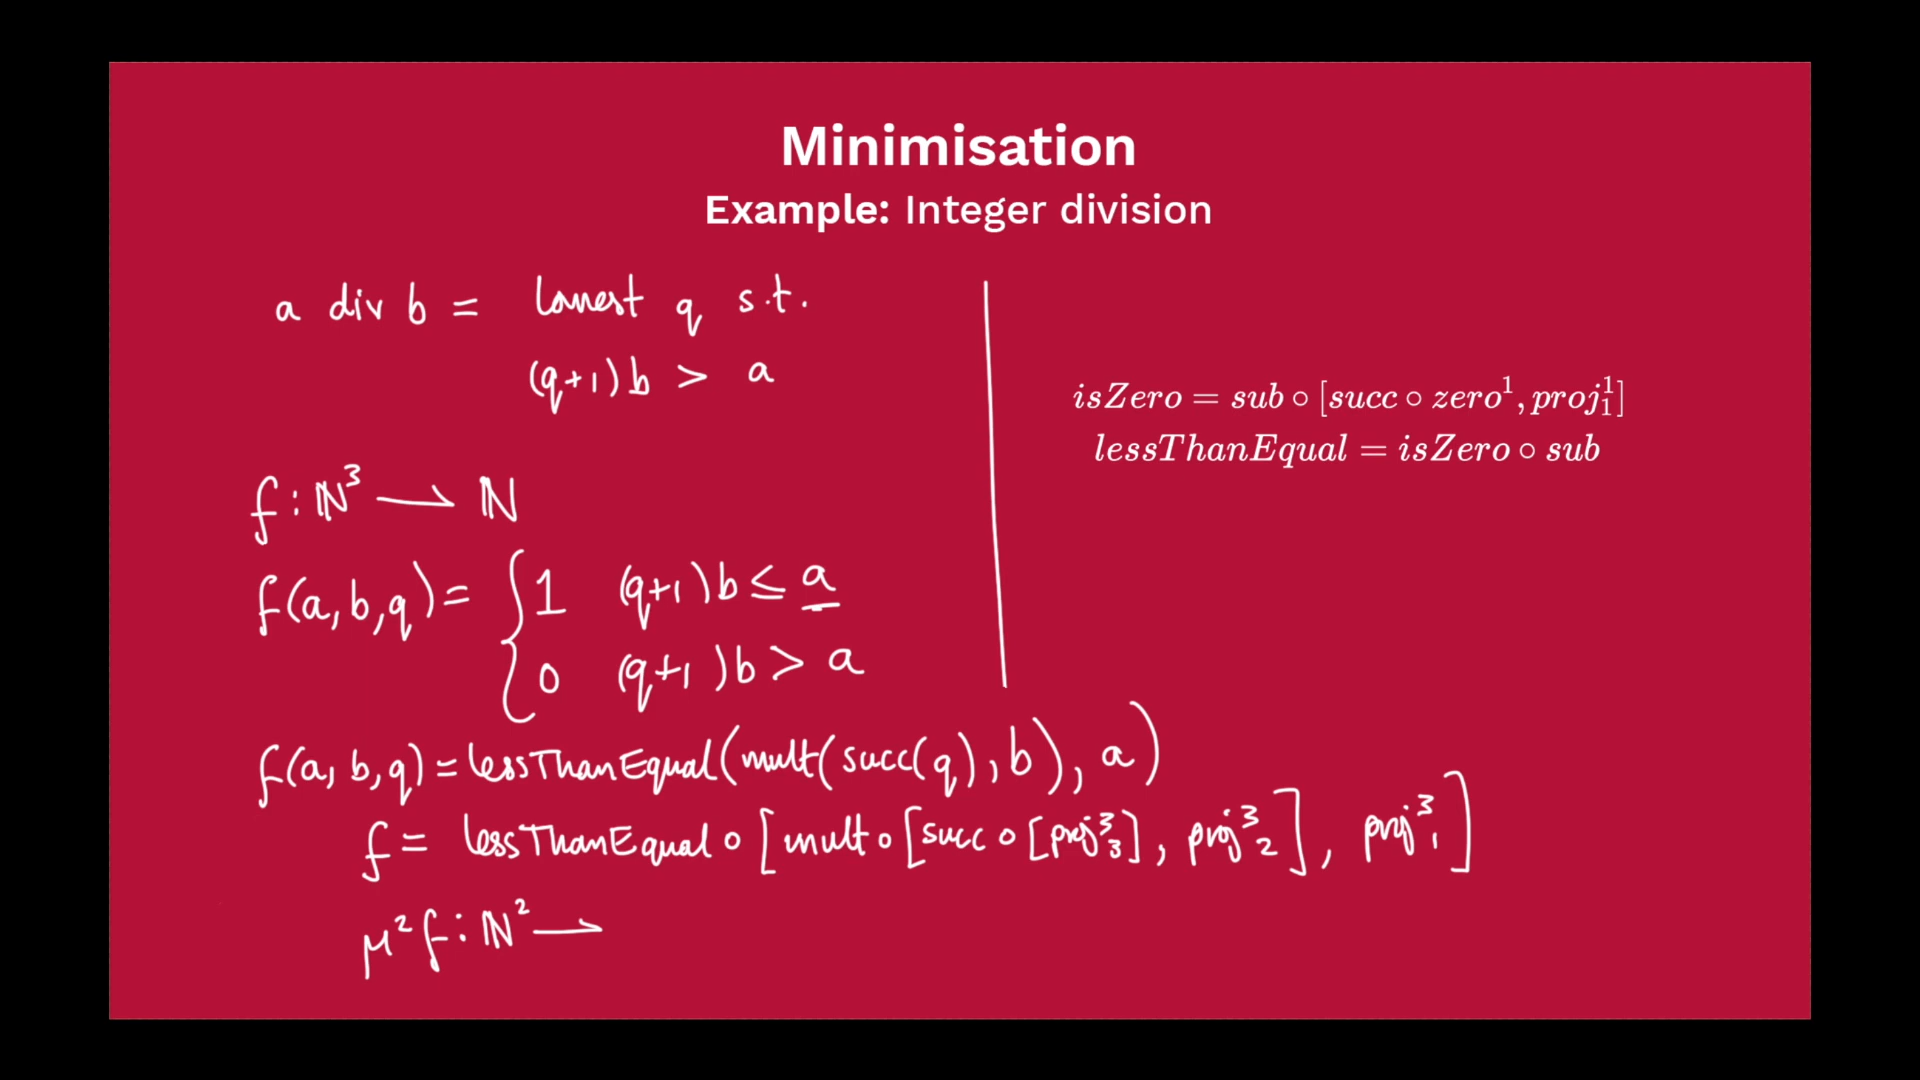 Minimisation
Example: Integer division
a div b = lowest q s.t.
(q+1)b > a
f : ℕ³ → ℕ
f(a, b, q) = { 1 (q+1)b ≤ a
0 (q+1)b > a
f(a, b, q) = lessThanEqual(mult(succ(q), b), a)
f = lessThanEqual ∘ [mult ∘ [succ ∘ [proj³₃], proj³₂], proj³₁]
μ² f : ℕ² →
isZero = sub ∘ [succ ∘ zero¹, proj¹₁]
lessThanEqual = isZero ∘ sub